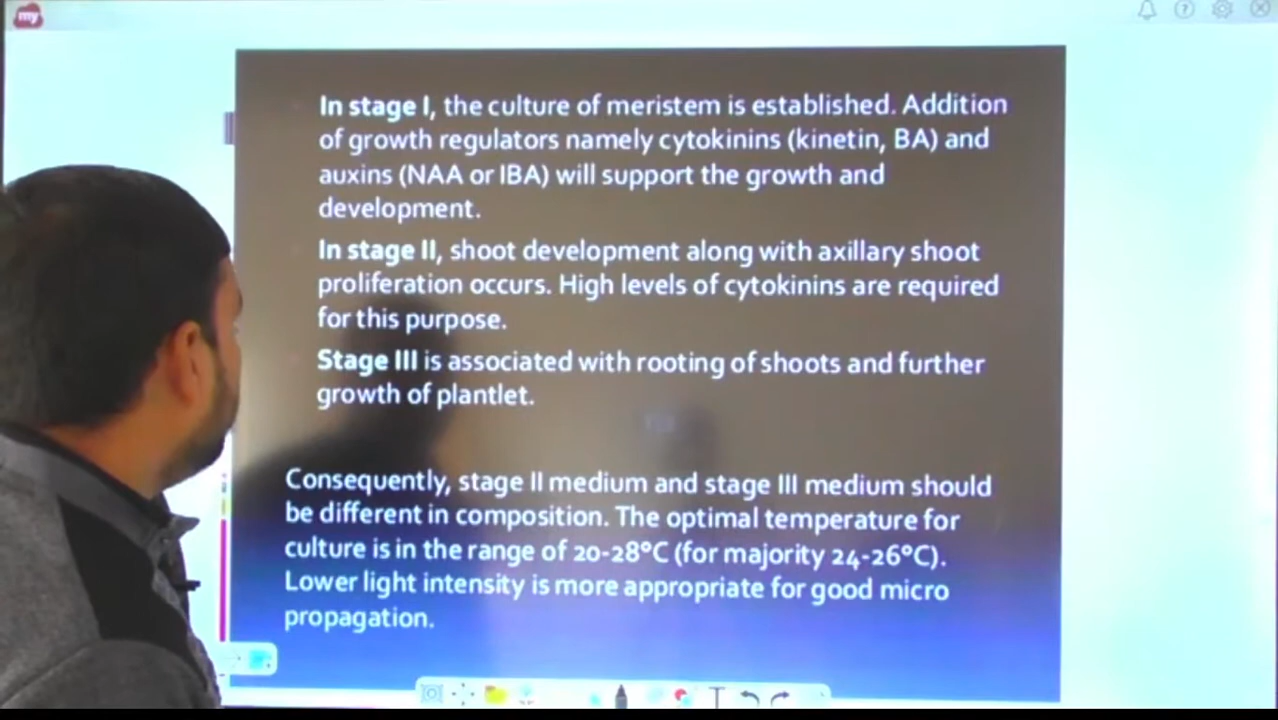 my
In stage I, the culture of meristem is established. Addition
of growth regulators namely cytokinins (kinetin, BA) and
auxins (NAA or IBA) will support the growth and
development.
In stage II, shoot development along with axillary shoot
proliferation occurs. High levels of cytokinins are required
for this purpose.
Stage III is associated with rooting of shoots and further
growth of plantlet.
Consequently, stage II medium and stage III medium should
be different in composition. The optimal temperature for
culture is in the range of 20-28°C (for majority 24-26°C).
Lower light intensity is more appropriate for good micro
propagation.